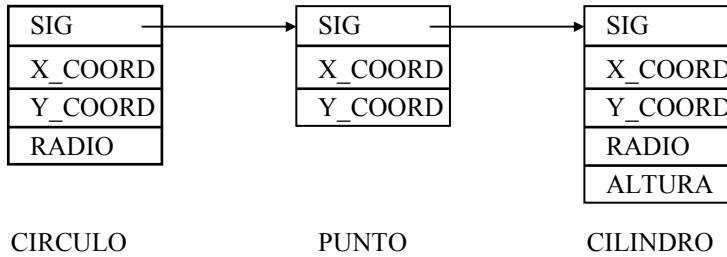 SIG
X_COORD
Y_COORD
RADIO
CIRCULO
SIG
X_COORD
Y_COORD
PUNTO
SIG
X_COORD
Y_COORD
RADIO
ALTURA
CILINDRO